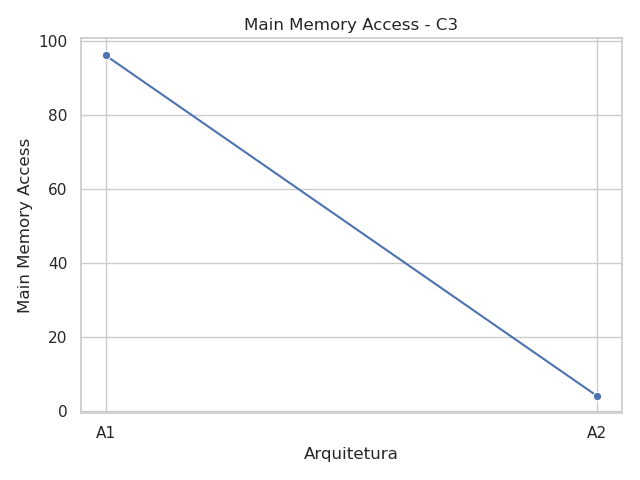 Main Memory Access - C3
Main Memory Access
100
80
60
40
20
0
A1
A2
Arquitetura